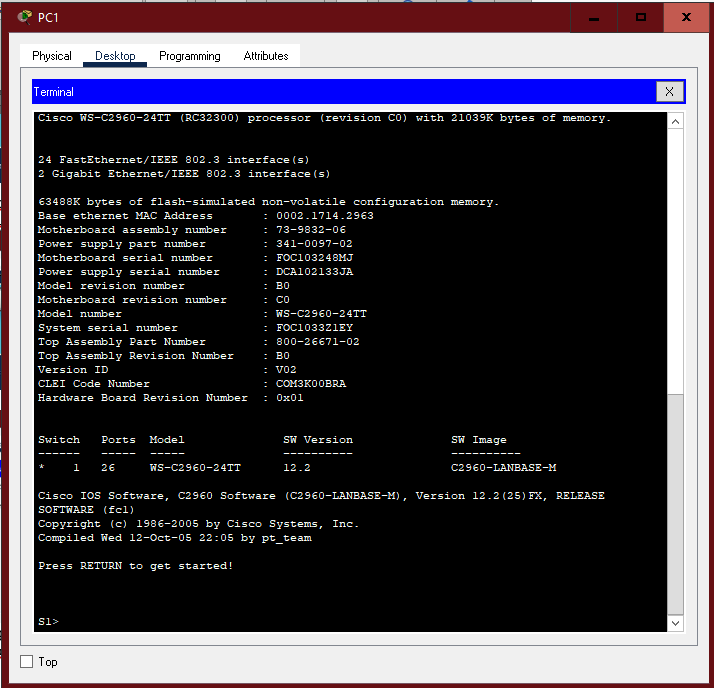 PC1
Physical Desktop Programming Attributes
Terminal X
Cisco WS-C2960-24TT (RC32300) processor (revision C0) with 21039K bytes of memory.
24 FastEthernet/IEEE 802.3 interface(s)
2 Gigabit Ethernet/IEEE 802.3 interface(s)
63488K bytes of flash-simulated non-volatile configuration memory.
Base ethernet MAC Address : 0002.1714.2963
Motherboard assembly number : 73-9832-06
Power supply part number : 341-0097-02
Motherboard serial number : FOC103248MJ
Power supply serial number : DCA102133JA
Model revision number : B0
Motherboard revision number : C0
Model number : WS-C2960-24TT
System serial number : FOC1033Z1EY
Top Assembly Part Number : 800-26671-02
Top Assembly Revision Number : B0
Version ID : V02
CLEI Code Number : COM3K00BRA
Hardware Board Revision Number : 0x01
Switch Ports Model SW Version SW Image
------ ----- ----- ---------- ----------
* 1 26 WS-C2960-24TT 12.2 C2960-LANBASE-M
Cisco IOS Software, C2960 Software (C2960-LANBASE-M), Version 12.2(25)FX, RELEASE
SOFTWARE (fc1)
Copyright (c) 1986-2005 by Cisco Systems, Inc.
Compiled Wed 12-Oct-05 22:05 by pt_team
Press RETURN to get started!
S1>
Top